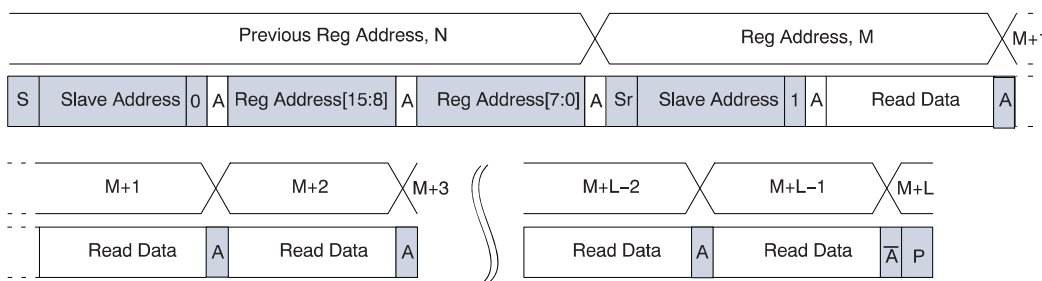 Previous Reg Address, N Reg Address, M M+1
S Slave Address 0 A Reg Address[15:8] A Reg Address[7:0] A Sr Slave Address 1 A Read Data A
M+1 M+2 M+3 M+L−2 M+L−1 M+L
Read Data A Read Data A Read Data A Read Data A̅ P